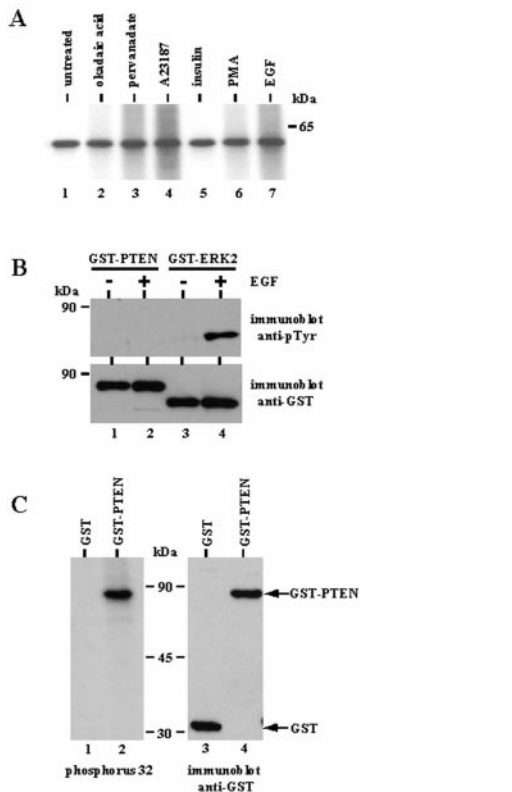 A
untreated
okadaic acid
pervanadate
A23187
insulin
PMA
EGF
kDa
65
1 2 3 4 5 6 7
B
GST-PTEN GST-ERK2
- + - + EGF
kDa
90
immunoblot
anti-pTyr
90
immunoblot
anti-GST
1 2 3 4
C
GST
GST-PTEN
GST
GST-PTEN
kDa
90
GST-PTEN
45
30
GST
1 2 3 4
phosphorus 32
immunoblot
anti-GST